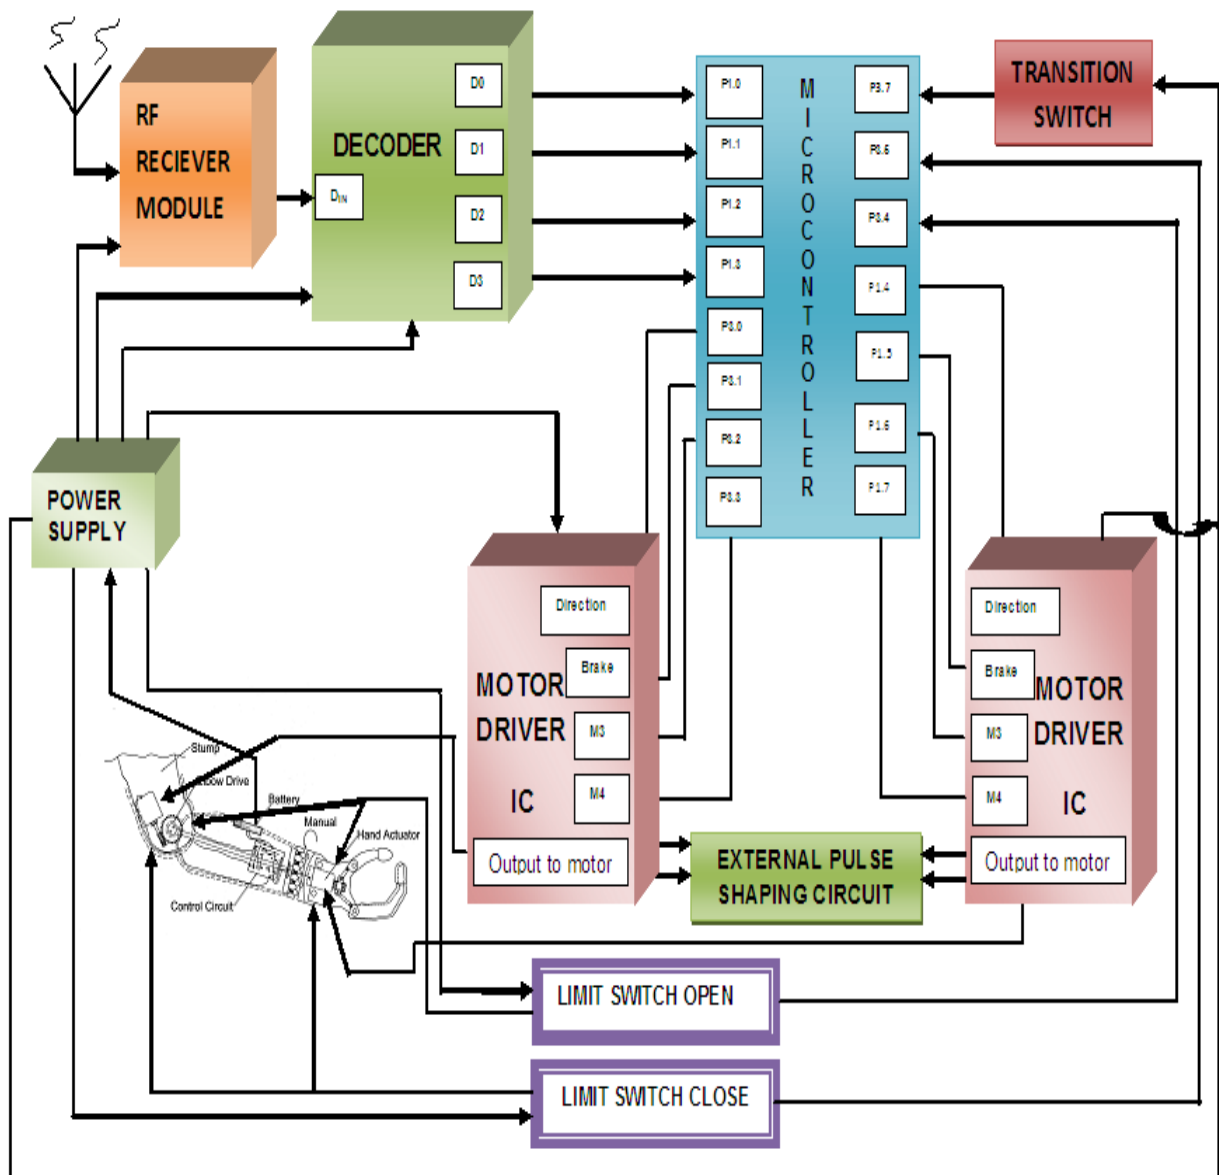 RF
RECIEVER
MODULE
DECODER
DIN
D0
D1
D2
D3
P1.0
P1.1
P1.2
P1.3
P3.0
P3.1
P3.2
P3.3
MICROCONTROLLER
P3.7
P3.5
P3.4
P1.4
P1.5
P1.6
P1.7
TRANSITION
SWITCH
POWER
SUPPLY
Direction
Brake
M3
M4
MOTOR
DRIVER
IC
Output to motor
Direction
Brake
M3
M4
MOTOR
DRIVER
IC
Output to motor
EXTERNAL PULSE
SHAPING CIRCUIT
Stump
Elbow Drive
Battery
Manual
Hand Actuator
Control Circuit
LIMIT SWITCH OPEN
LIMIT SWITCH CLOSE